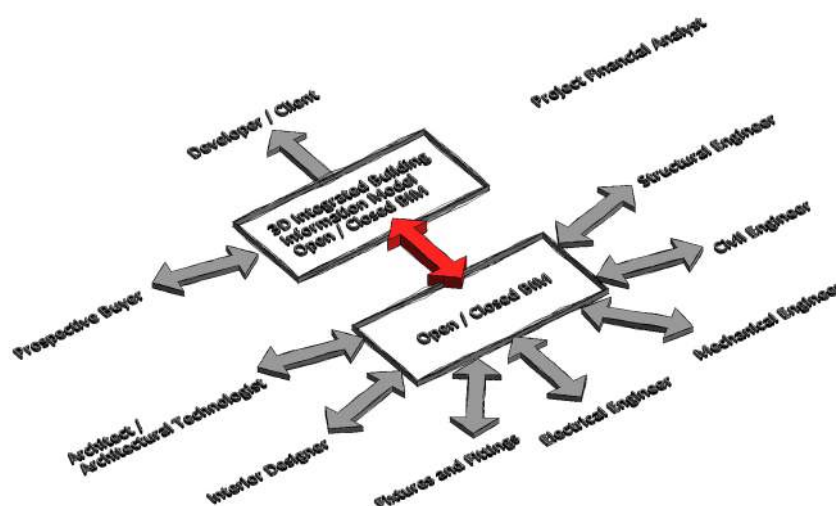 Project Financial Analyst
Developer / Client
Structural Engineer
3D Integrated Building
Information Model
Open / Closed BIM
Civil Engineer
Prospective Buyer
Open / Closed BIM
Mechanical Engineer
Architect /
Architectural Technologist
Interior Designer
Fixtures and Fittings
Electrical Engineer